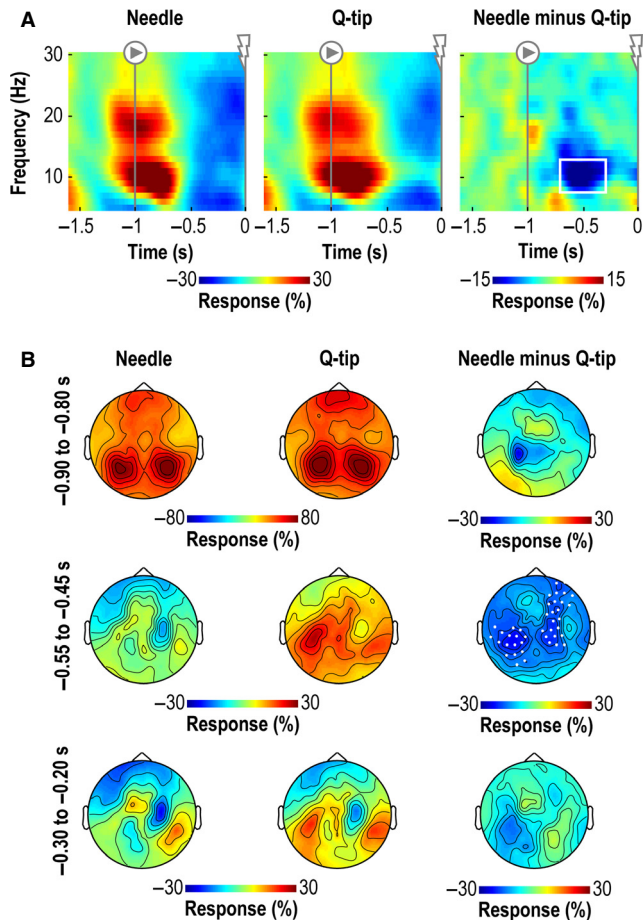 A
Needle
Q-tip
Needle minus Q-tip
Frequency (Hz)
30
20
10
−1.5 −1 −0.5 0
−1.5 −1 −0.5 0
−1.5 −1 −0.5 0
Time (s)
Time (s)
Time (s)
−30 30
Response (%)
−15 15
Response (%)
B
Needle
Q-tip
Needle minus Q-tip
−0.90 to −0.80 s
−80 80
Response (%)
−30 30
Response (%)
−0.55 to −0.45 s
−30 30
Response (%)
−30 30
Response (%)
−0.30 to −0.20 s
−30 30
Response (%)
−30 30
Response (%)